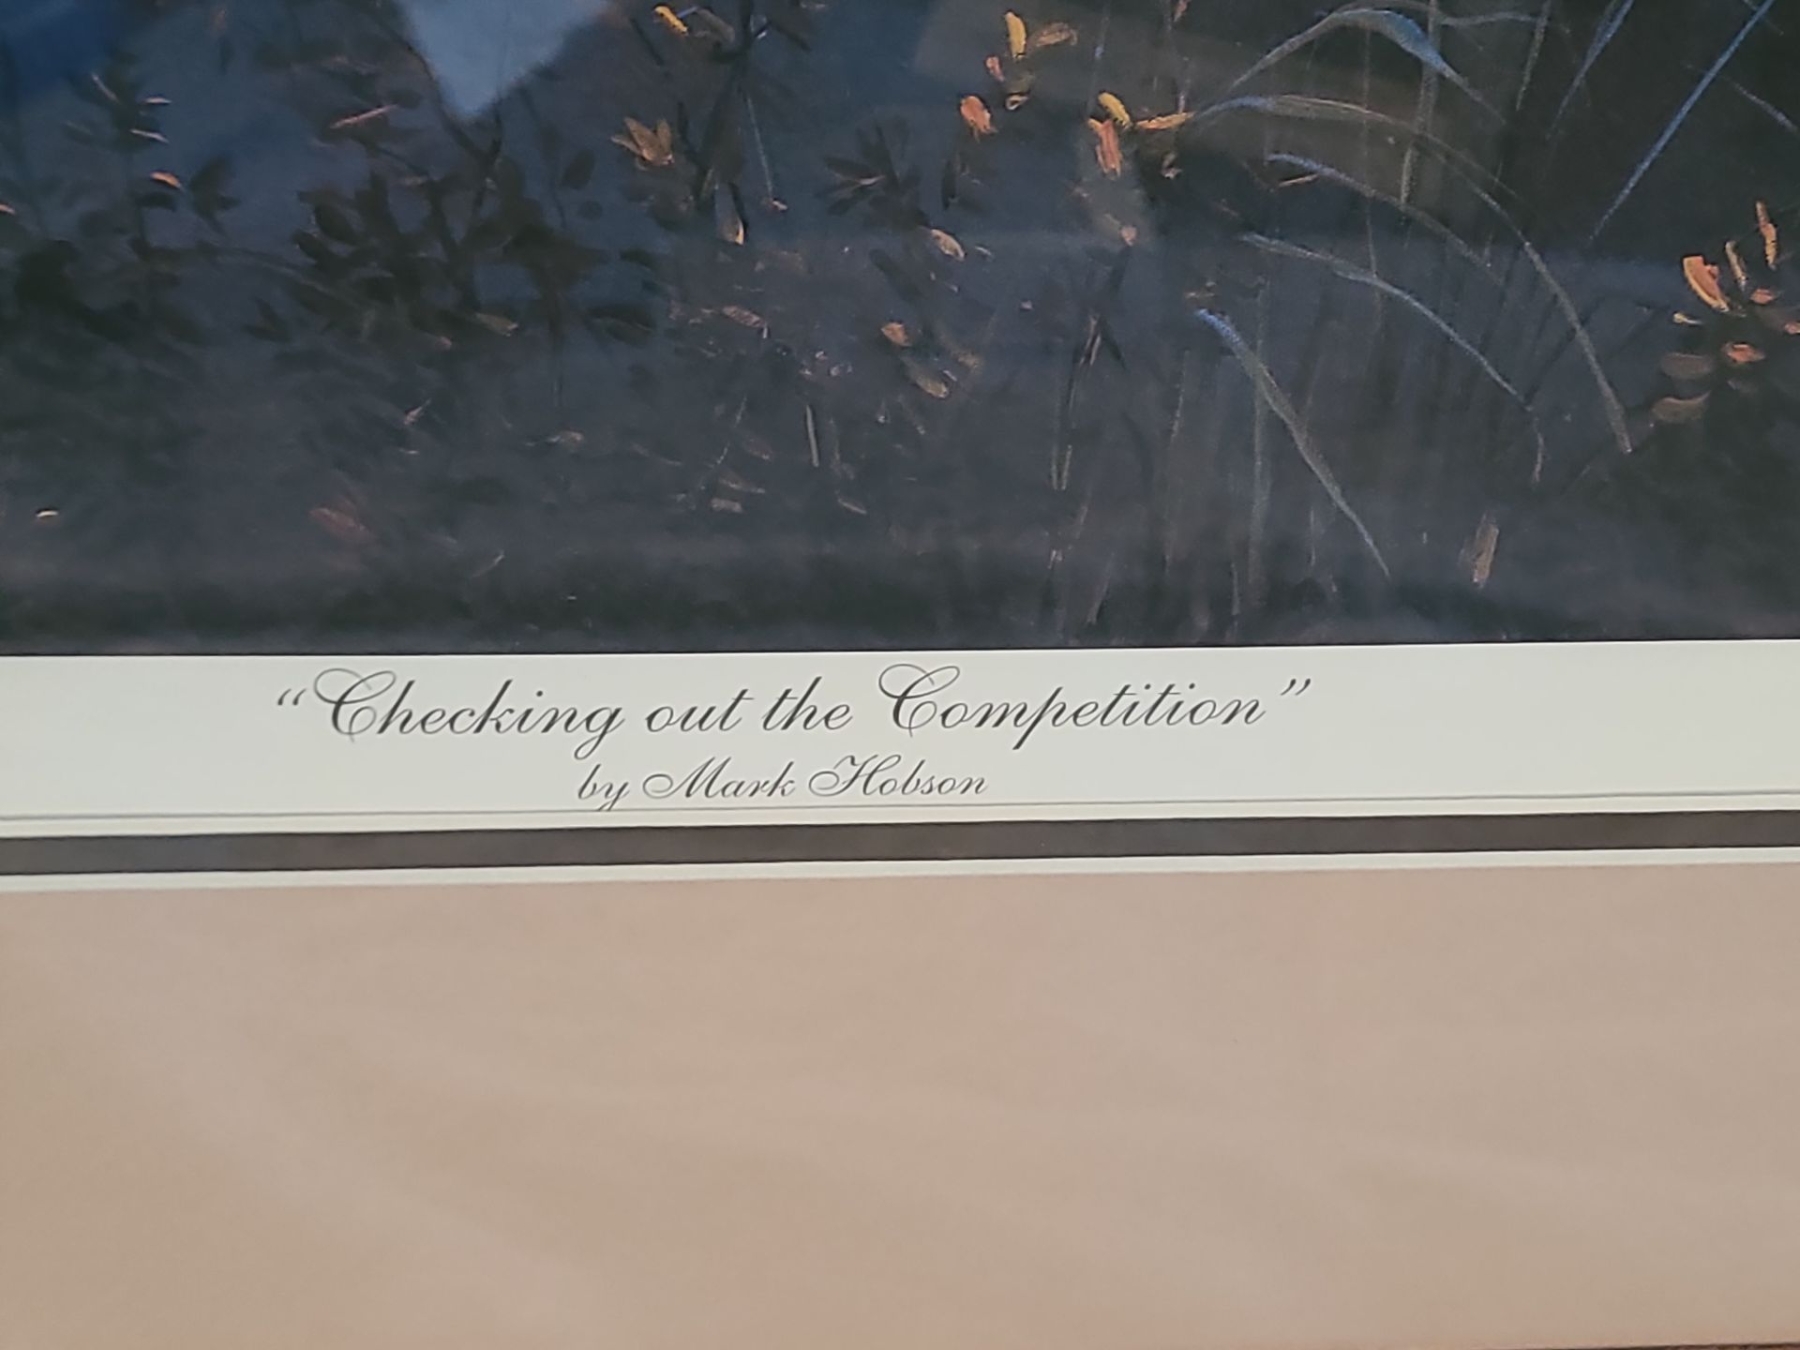 “Checking out the Competition”
by Mark Hobson